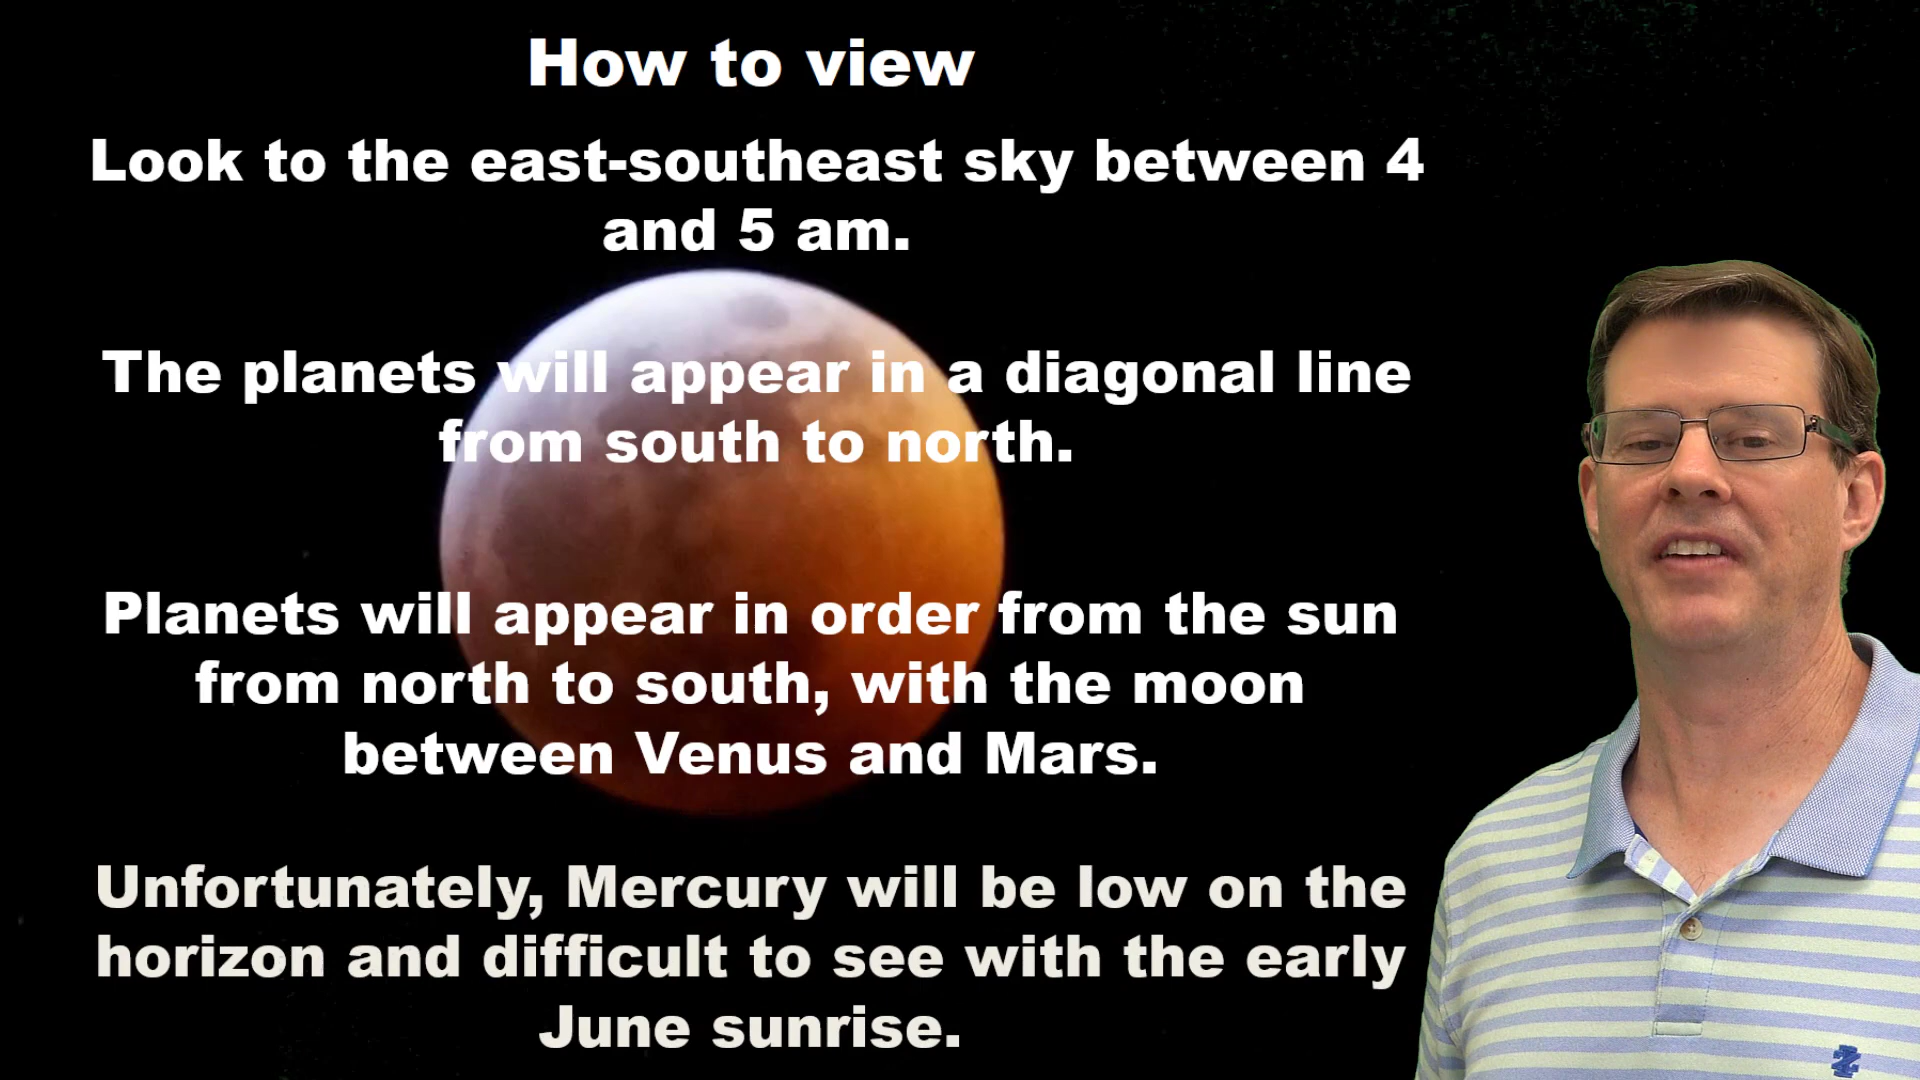 How to view
Look to the east-southeast sky between 4
and 5 am.
The planets will appear in a diagonal line
from south to north.
Planets will appear in order from the sun
from north to south, with the moon
between Venus and Mars.
Unfortunately, Mercury will be low on the
horizon and difficult to see with the early
June sunrise.